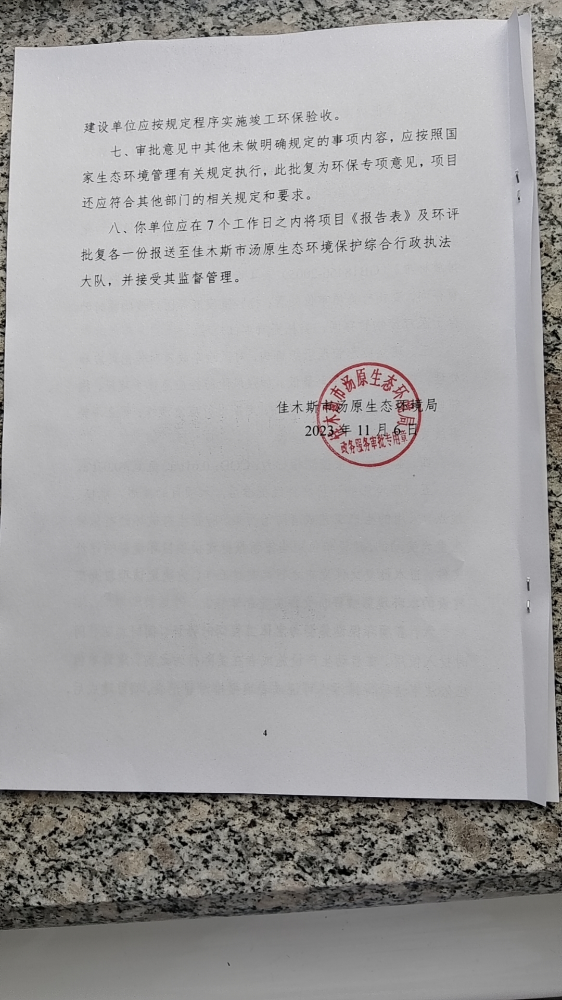 建设单位应按规定程序实施竣工环保验收。
七、审批意见中其他未做明确规定的事项内容，应按照国
家生态环境管理有关规定执行，此批复为环保专项意见，项目
还应符合其他部门的相关规定和要求。
八、你单位应在 7 个工作日之内将项目《报告表》及环评
批复各一份报送至佳木斯市汤原生态环境保护综合行政执法
大队，并接受其监督管理。
佳木斯市汤原生态环境局
2023 年 11 月 6 日
佳木斯市汤原生态环境局
政务服务审批专用章
4